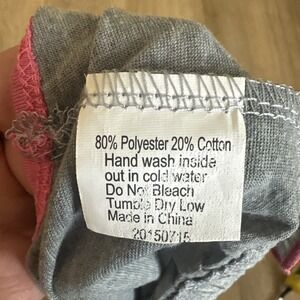 80% Polyester 20% Cotton
Hand wash inside
out in cold water
Do Not Bleach
Tumble Dry Low
Made in China
20150715